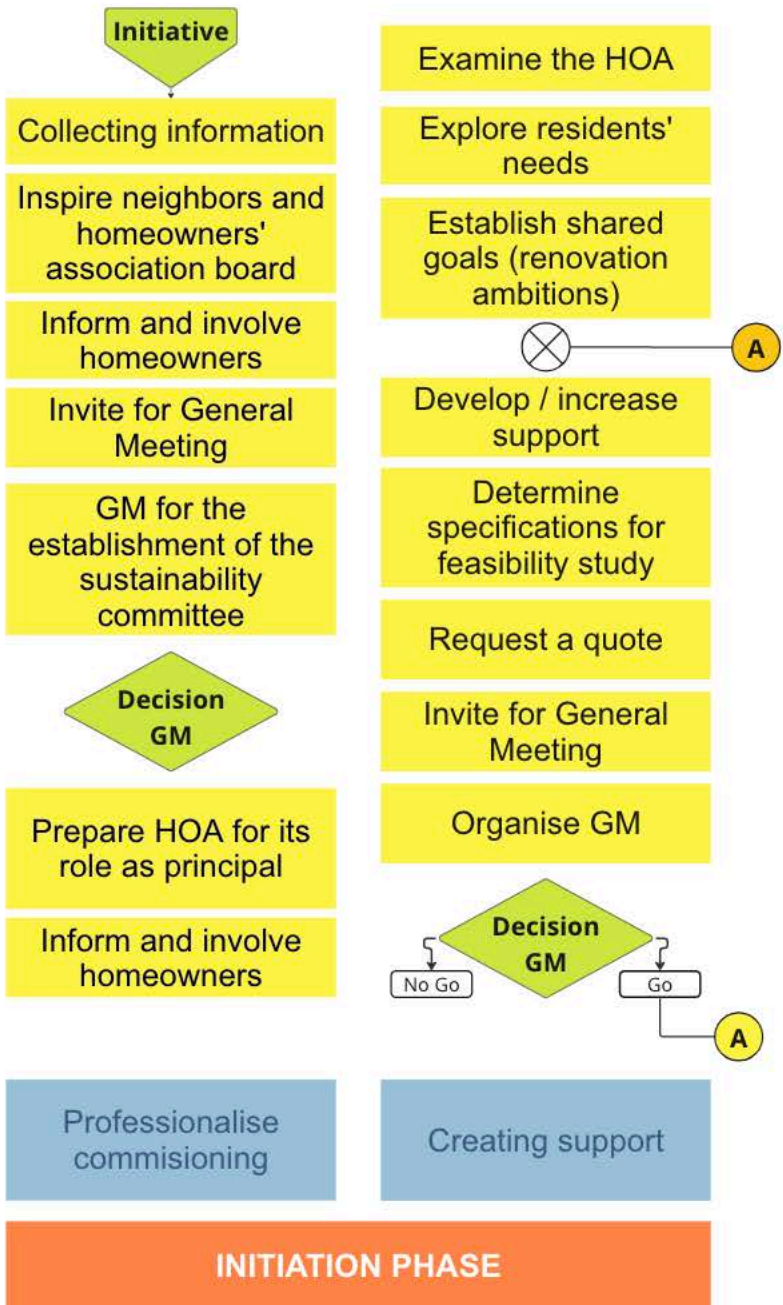 Initiative
Collecting information
Inspire neighbors and
homeowners'
association board
Inform and involve
homeowners
Invite for General
Meeting
GM for the
establishment of the
sustainability
committee
Decision
GM
Prepare HOA for its
role as principal
Inform and involve
homeowners
Professionalise
commisioning
Examine the HOA
Explore residents'
needs
Establish shared
goals (renovation
ambitions)
A
Develop / increase
support
Determine
specifications for
feasibility study
Request a quote
Invite for General
Meeting
Organise GM
Decision
GM
No Go
Go
A
Creating support
INITIATION PHASE